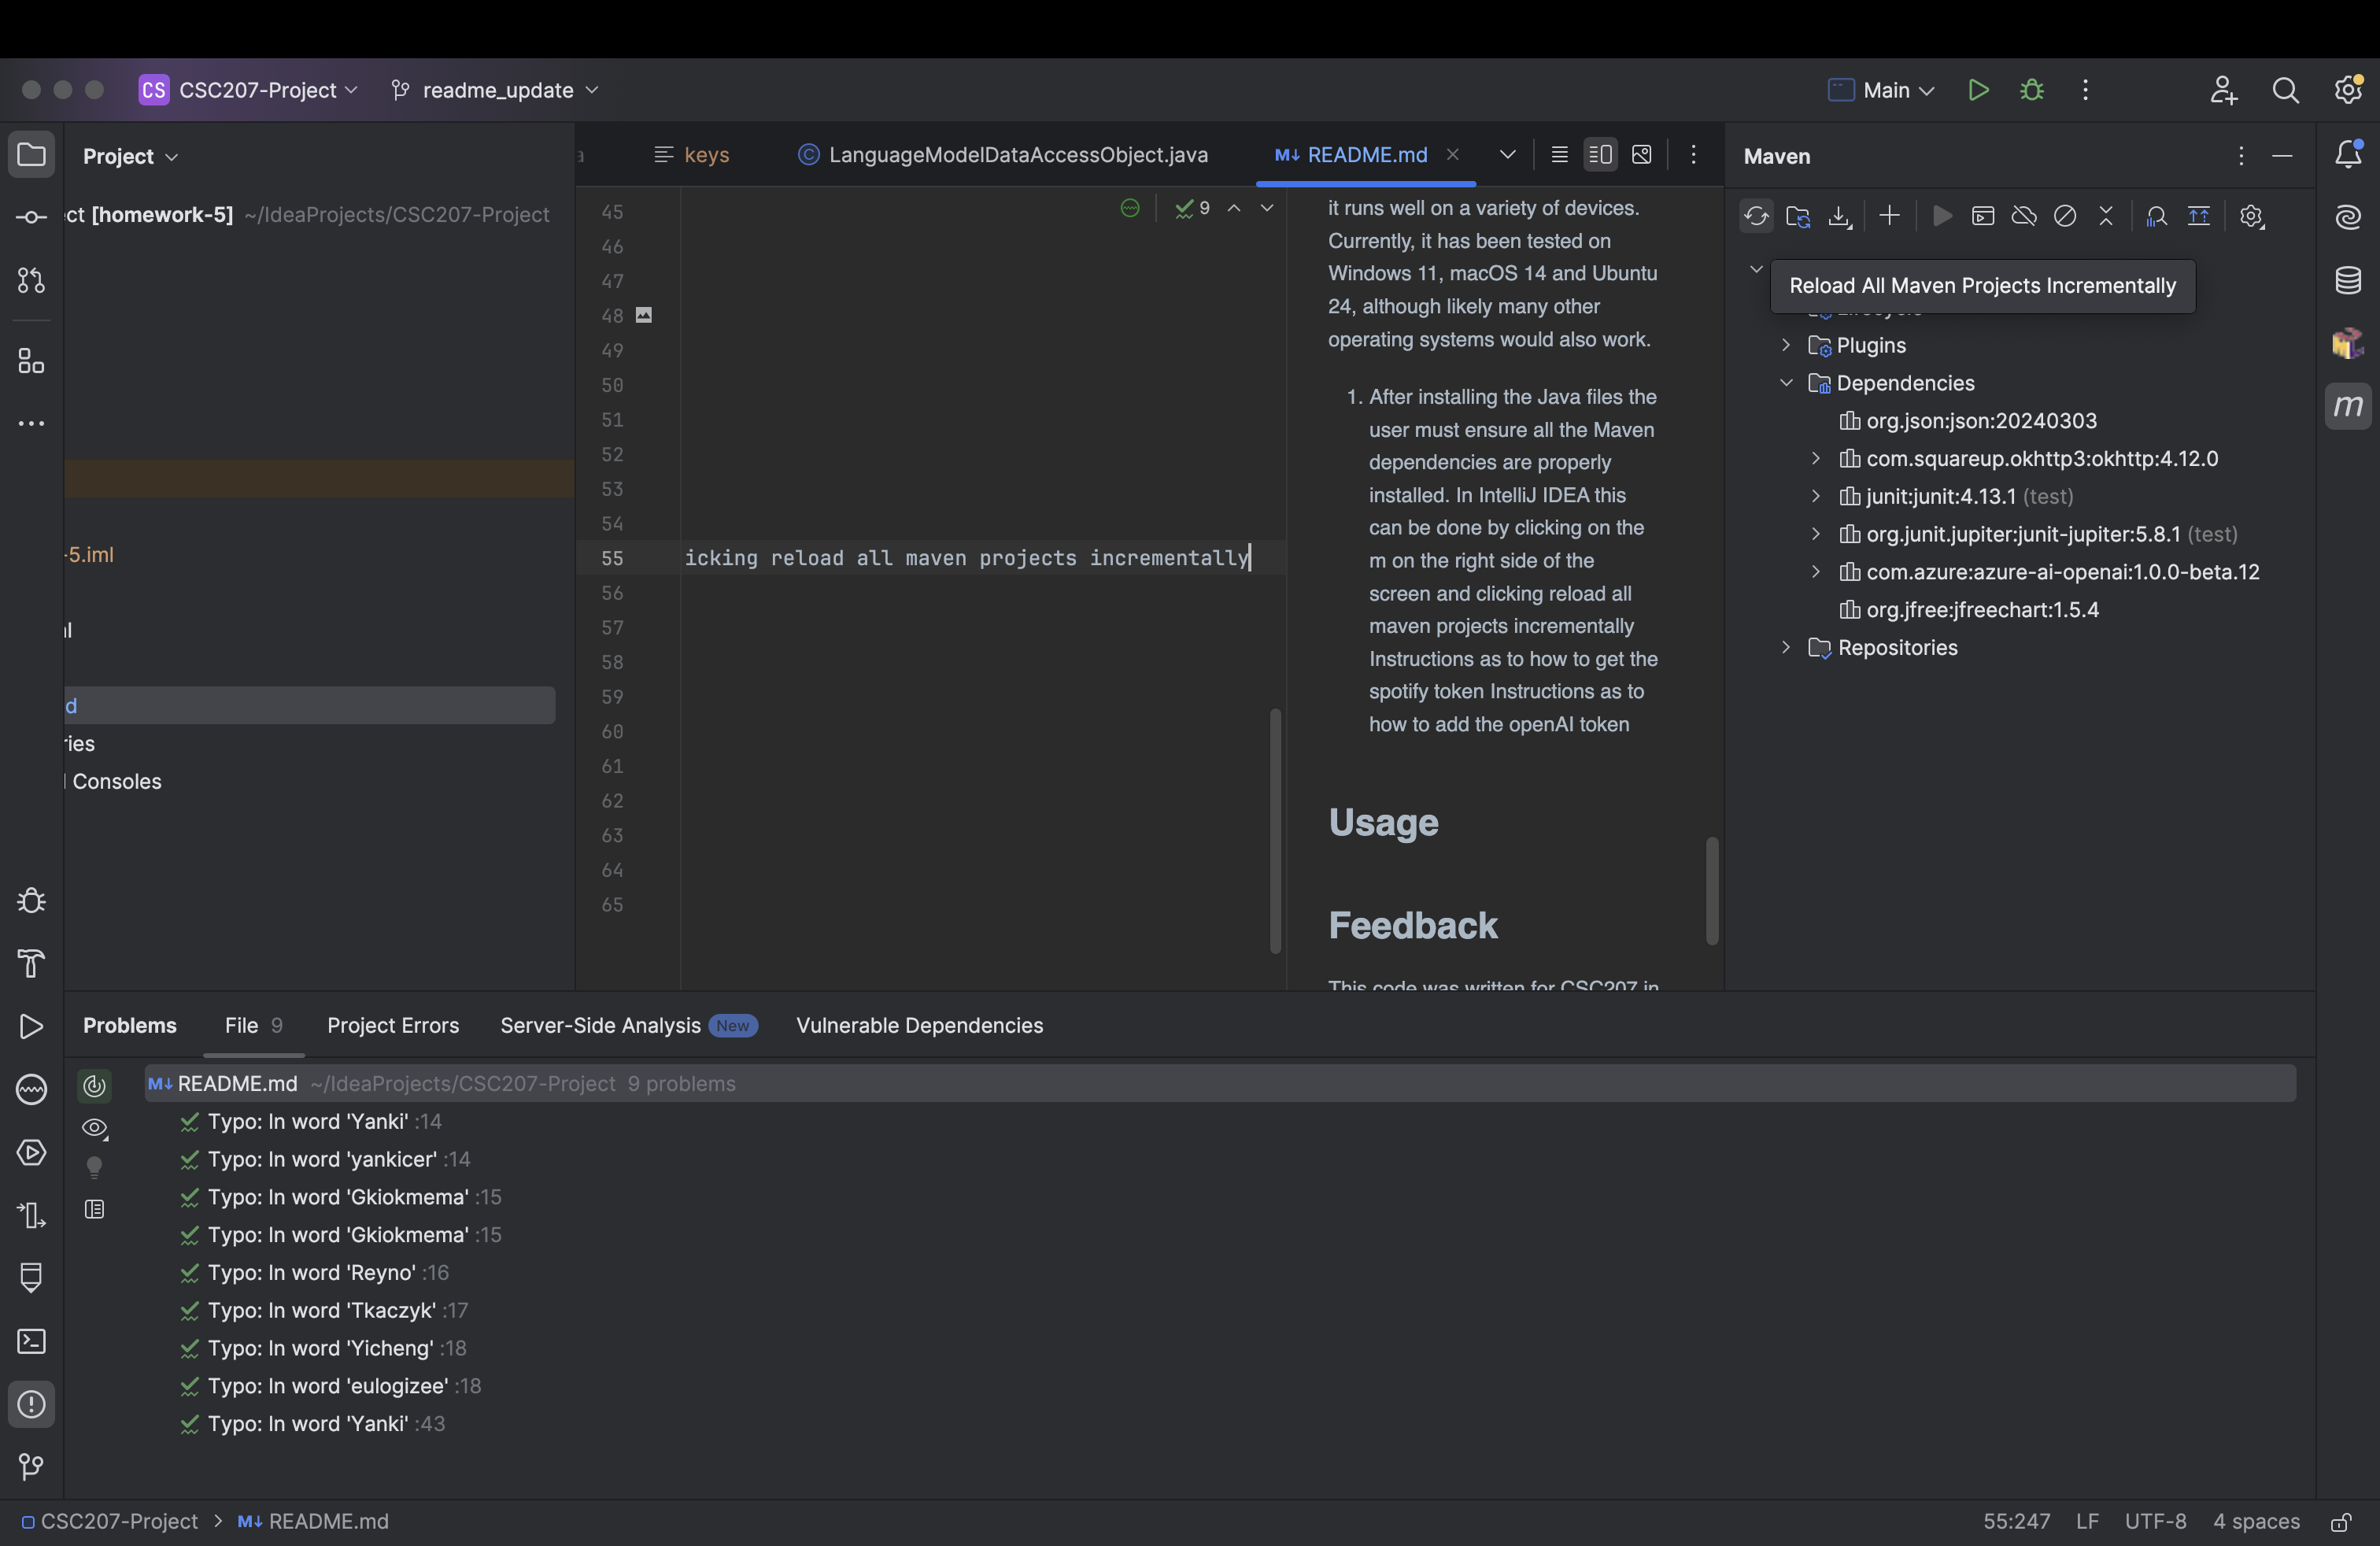 CS CSC207-Project readme_update Main
Project
ct [homework-5] ~/IdeaProjects/CSC207-Project
-5.iml
d
ries
Consoles
keys LanguageModelDataAccessObject.java M↓ README.md
9
45
46
47
48
49
50
51
52
53
54
55 icking reload all maven projects incrementally
56
57
58
59
60
61
62
63
64
65
it runs well on a variety of devices.
Currently, it has been tested on
Windows 11, macOS 14 and Ubuntu
24, although likely many other
operating systems would also work.
1. After installing the Java files the
user must ensure all the Maven
dependencies are properly
installed. In IntelliJ IDEA this
can be done by clicking on the
m on the right side of the
screen and clicking reload all
maven projects incrementally
Instructions as to how to get the
spotify token Instructions as to
how to add the openAI token
Usage
Feedback
This code was written for CSC207 in
Maven
Reload All Maven Projects Incrementally
Lifecycle
Plugins
Dependencies
org.json:json:20240303
com.squareup.okhttp3:okhttp:4.12.0
junit:junit:4.13.1 (test)
org.junit.jupiter:junit-jupiter:5.8.1 (test)
com.azure:azure-ai-openai:1.0.0-beta.12
org.jfree:jfreechart:1.5.4
Repositories
m
Problems File 9 Project Errors Server-Side Analysis New Vulnerable Dependencies
M↓ README.md ~/IdeaProjects/CSC207-Project 9 problems
Typo: In word 'Yanki' :14
Typo: In word 'yankicer' :14
Typo: In word 'Gkiokmema' :15
Typo: In word 'Gkiokmema' :15
Typo: In word 'Reyno' :16
Typo: In word 'Tkaczyk' :17
Typo: In word 'Yicheng' :18
Typo: In word 'eulogizee' :18
Typo: In word 'Yanki' :43
CSC207-Project > M↓ README.md 55:247 LF UTF-8 4 spaces